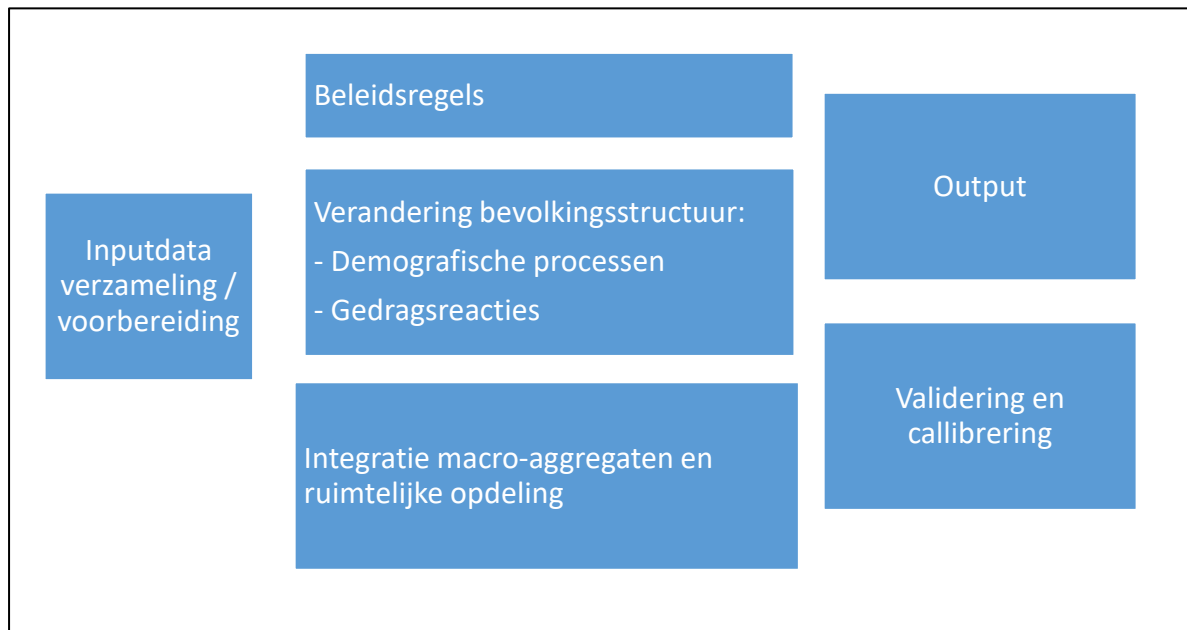 Inputdata
verzameling /
voorbereiding
Beleidsregels
Verandering bevolkingsstructuur:
- Demografische processen
- Gedragsreacties
Integratie macro-aggregaten en
ruimtelijke opdeling
Output
Validering en
callibrering